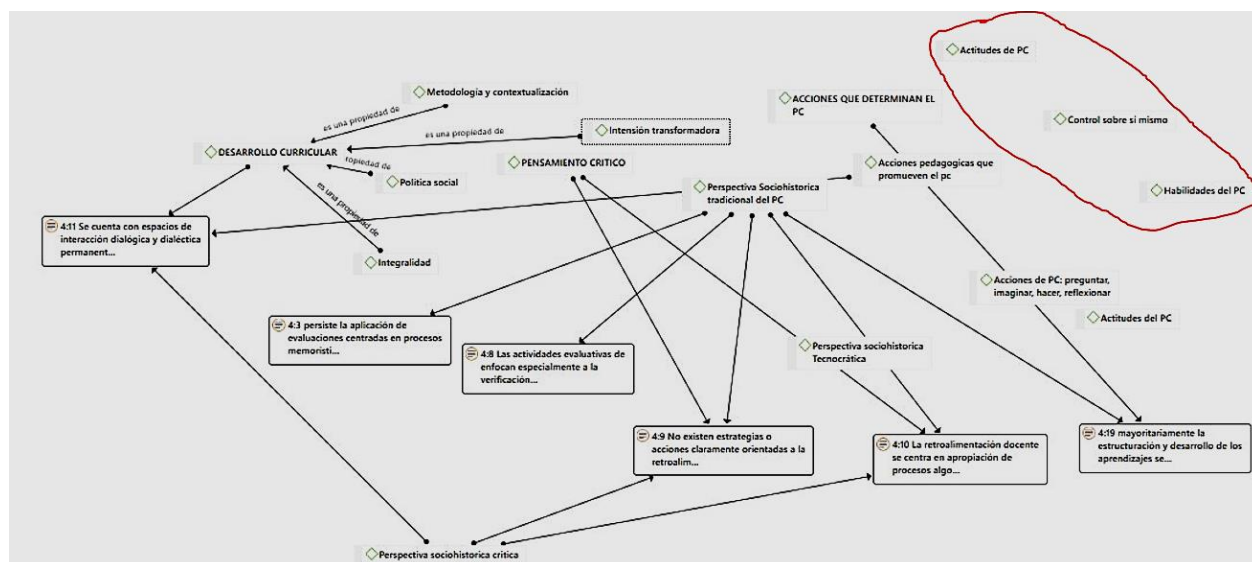 Actitudes de PC
Metodología y contextualización
ACCIONES QUE DETERMINAN EL
PC
es una propiedad de
Control sobre si mismo
es una propiedad de
Intensión transformadora
DESARROLLO CURRICULAR
PENSAMIENTO CRITICO
Acciones pedagogicas que
promueven el pc
ropiedad de
Politica social
Perspectiva Sociohistorica
tradicional del PC
Habilidades del PC
es una propiedad de
4:11 Se cuenta con espacios de
interacción dialógica y dialéctica
permanent...
Integralidad
Acciones de PC: preguntar,
imaginar, hacer, reflexionar
Actitudes del PC
4:3 persiste la aplicación de
evaluaciones centradas en procesos
memoristi...
4:8 Las actividades evaluativas de
enfocan especialmente a la
verificación...
Perspectiva sociohistorica
Tecnocrática
4:9 No existen estrategias o
acciones claramente orientadas a la
retroalim...
4:10 La retroalimentación docente
se centra en apropiación de
procesos algo...
4:19 mayoritariamente la
estructuración y desarrollo de los
aprendizajes se...
Perspectiva sociohistorica critica